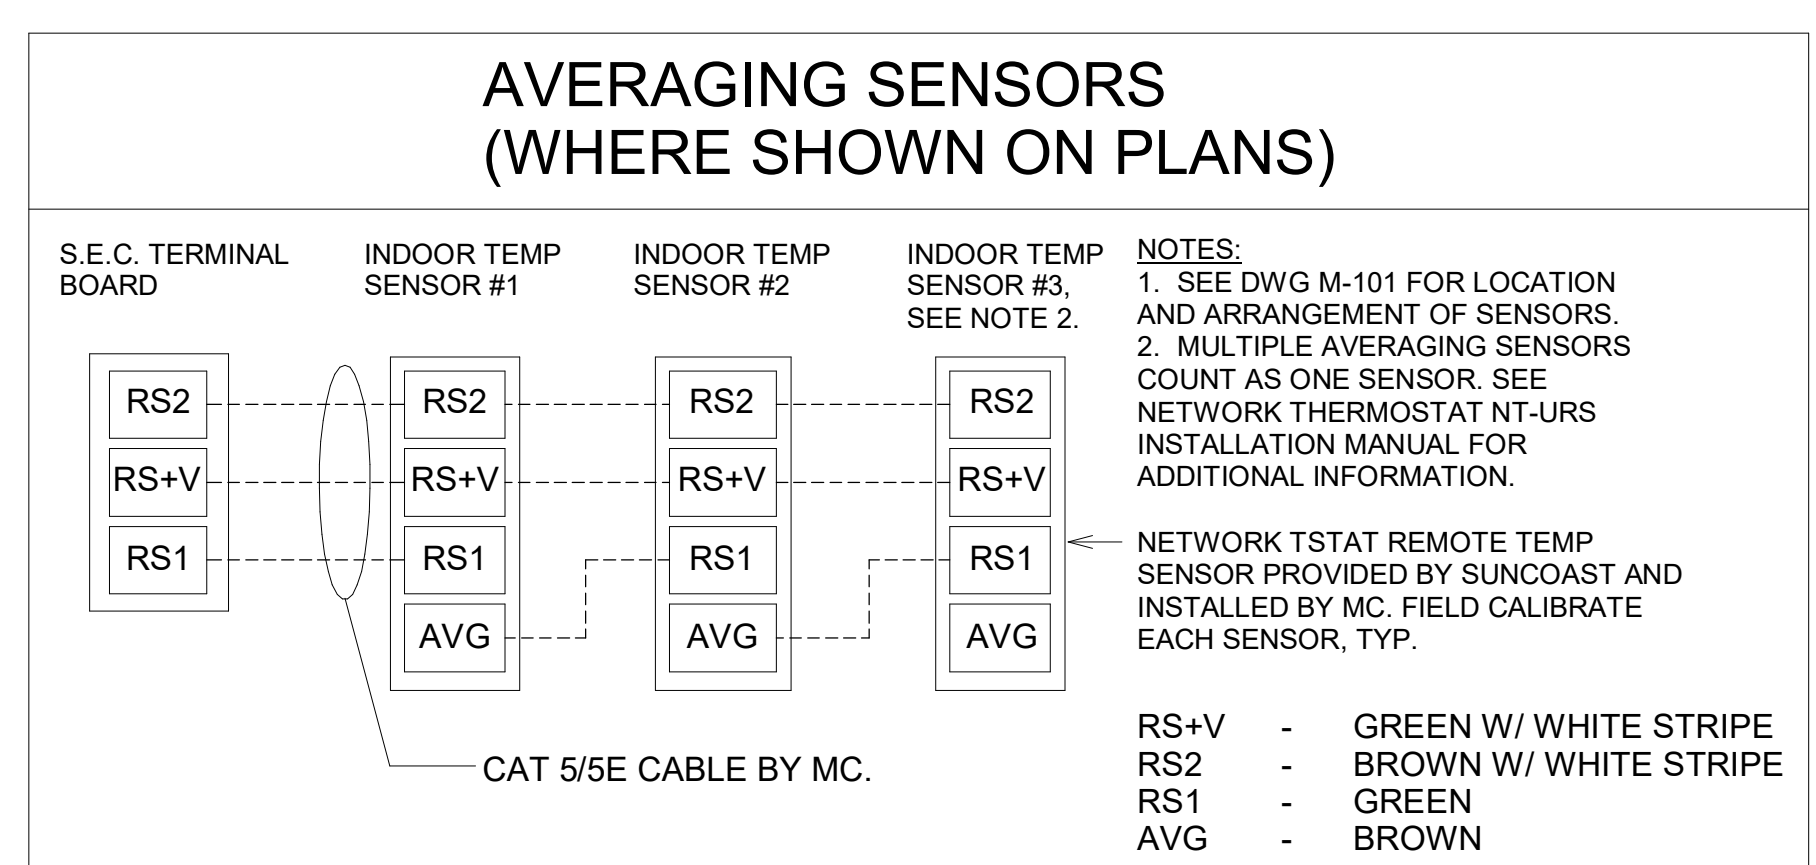 AVERAGING SENSORS
(WHERE SHOWN ON PLANS)
S.E.C. TERMINAL
BOARD
INDOOR TEMP
SENSOR #1
INDOOR TEMP
SENSOR #2
INDOOR TEMP
SENSOR #3,
SEE NOTE 2.
RS2
RS+V
RS1
RS2
RS+V
RS1
AVG
RS2
RS+V
RS1
AVG
RS2
RS+V
RS1
AVG
CAT 5/5E CABLE BY MC.
NOTES:
1. SEE DWG M-101 FOR LOCATION
AND ARRANGEMENT OF SENSORS.
2. MULTIPLE AVERAGING SENSORS
COUNT AS ONE SENSOR. SEE
NETWORK THERMOSTAT NT-URS
INSTALLATION MANUAL FOR
ADDITIONAL INFORMATION.
NETWORK TSTAT REMOTE TEMP
SENSOR PROVIDED BY SUNCOAST AND
INSTALLED BY MC. FIELD CALIBRATE
EACH SENSOR, TYP.
RS+V - GREEN W/ WHITE STRIPE
RS2 - BROWN W/ WHITE STRIPE
RS1 - GREEN
AVG - BROWN